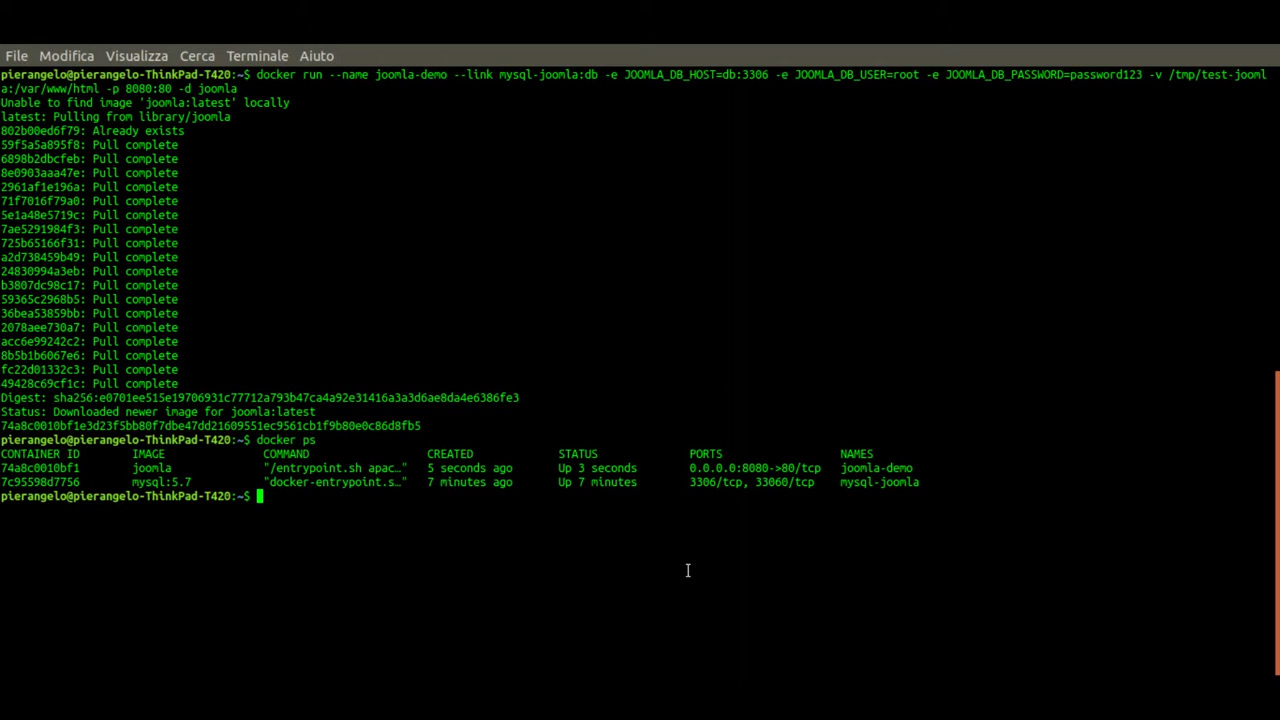 File Modifica Visualizza Cerca Terminale Aiuto
pierangelo@pierangelo-ThinkPad-T420:~$ docker run --name joomla-demo --link mysql-joomla:db -e JOOMLA_DB_HOST=db:3306 -e JOOMLA_DB_USER=root -e JOOMLA_DB_PASSWORD=password123 -v /tmp/test-jooml
a:/var/www/html -p 8080:80 -d joomla
Unable to find image 'joomla:latest' locally
latest: Pulling from library/joomla
802b00ed6f79: Already exists
59f5a5a895f8: Pull complete
6898b2dbcfeb: Pull complete
8e0903aaa47e: Pull complete
2961af1e196a: Pull complete
71f7016f79a0: Pull complete
5e1a48e5719c: Pull complete
7ae5291984f3: Pull complete
725b65166f31: Pull complete
a2d738459b49: Pull complete
24830994a3eb: Pull complete
b3807dc98c17: Pull complete
59365c2968b5: Pull complete
36bea53859bb: Pull complete
2078aee730a7: Pull complete
acc6e99242c2: Pull complete
8b5b1b6067e6: Pull complete
fc22d01332c3: Pull complete
49428c69cf1c: Pull complete
Digest: sha256:e0701ee515e19706931c77712a793b47ca4a92e31416a3a3d6ae8da4e6386fe3
Status: Downloaded newer image for joomla:latest
74a8c0010bf1e3d23f5bb80f7dbe47dd21609551ec9561cb1f9b80e0c86d8fb5
pierangelo@pierangelo-ThinkPad-T420:~$ docker ps
CONTAINER ID IMAGE COMMAND CREATED STATUS PORTS NAMES
74a8c0010bf1 joomla "/entrypoint.sh apac…" 5 seconds ago Up 3 seconds 0.0.0.0:8080->80/tcp joomla-demo
7c95598d7756 mysql:5.7 "docker-entrypoint.s…" 7 minutes ago Up 7 minutes 3306/tcp, 33060/tcp mysql-joomla
pierangelo@pierangelo-ThinkPad-T420:~$